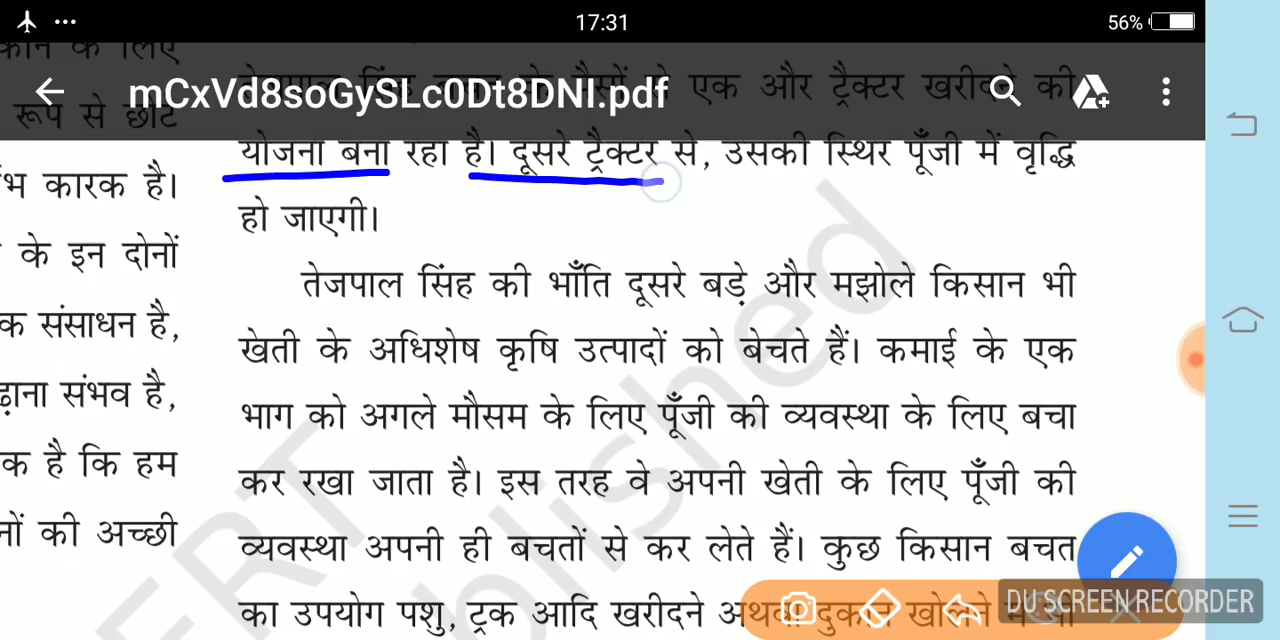 17:31
56%
काने के लिए
mCxVd8soGySLc0Dt8DNI.pdf
एक और ट्रैक्टर खरीदने की
रूप से छोटे
योजना बना रहा है। दूसरे ट्रैक्टर से, उसकी स्थिर पूँजी में वृद्धि
भ कारक है।
हो जाएगी।
के इन दोनों
तेजपाल सिंह की भाँति दूसरे बड़े और मझोले किसान भी
क संसाधन है,
खेती के अधिशेष कृषि उत्पादों को बेचते हैं। कमाई के एक
ढ़ाना संभव है,
भाग को अगले मौसम के लिए पूँजी की व्यवस्था के लिए बचा
क है कि हम
कर रखा जाता है। इस तरह वे अपनी खेती के लिए पूँजी की
नों की अच्छी
व्यवस्था अपनी ही बचतों से कर लेते हैं। कुछ किसान बचत
का उपयोग पशु, ट्रक आदि खरीदने अथवा दुकान खोलने में भी
DU SCREEN RECORDER